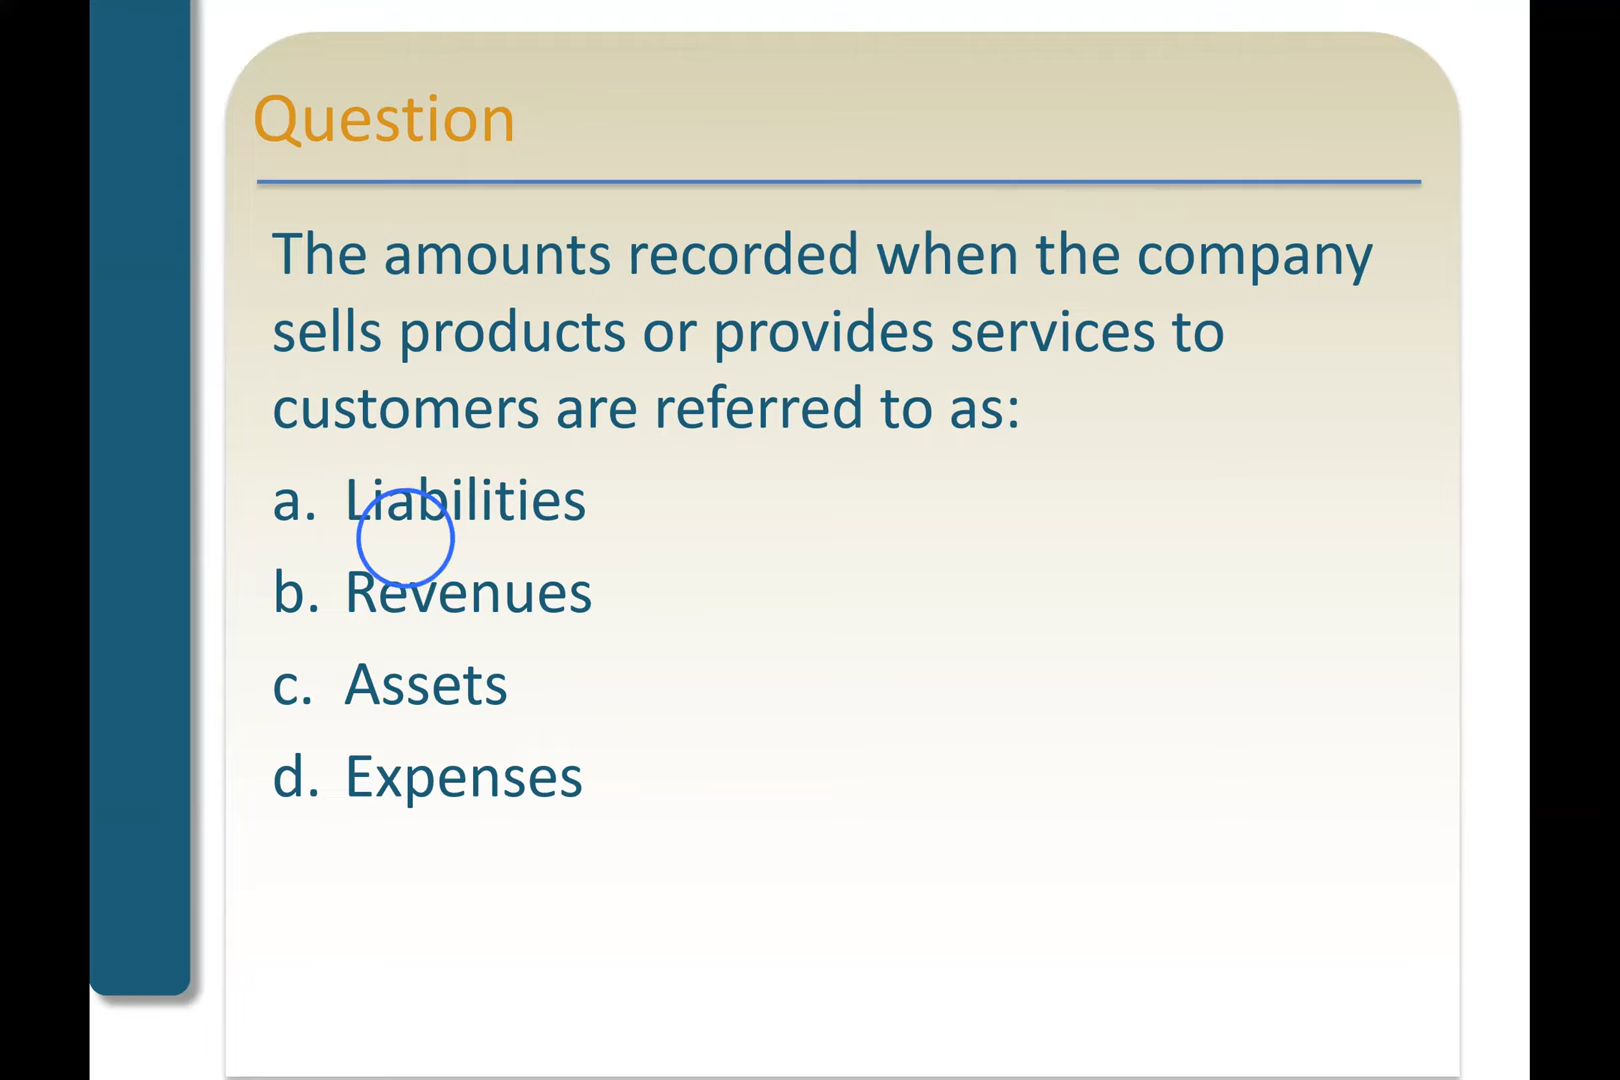 Question
The amounts recorded when the company
sells products or provides services to
customers are referred to as:
a. Liabilities
b. Revenues
c. Assets
d. Expenses